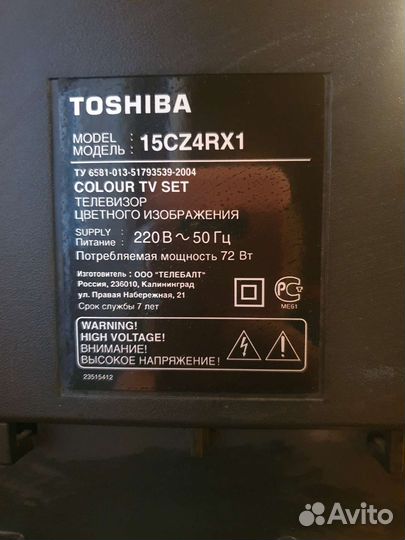 TOSHIBA
MODEL :
МОДЕЛЬ: 15CZ4RX1
ТУ 6581-013-51793539-2004
COLOUR TV SET
ТЕЛЕВИЗОР
ЦВЕТНОГО ИЗОБРАЖЕНИЯ
SUPPLY :
Питание : 220 В ~ 50 Гц
Потребляемая мощность 72 Вт
Изготовитель : ООО "ТЕЛЕБАЛТ"
Россия, 236010, Калининград
ул. Правая Набережная, 21
Срок службы 7 лет
РС
МЕ61
WARNING!
HIGH VOLTAGE!
ВНИМАНИЕ!
ВЫСОКОЕ НАПРЯЖЕНИЕ!
23515412
Avito